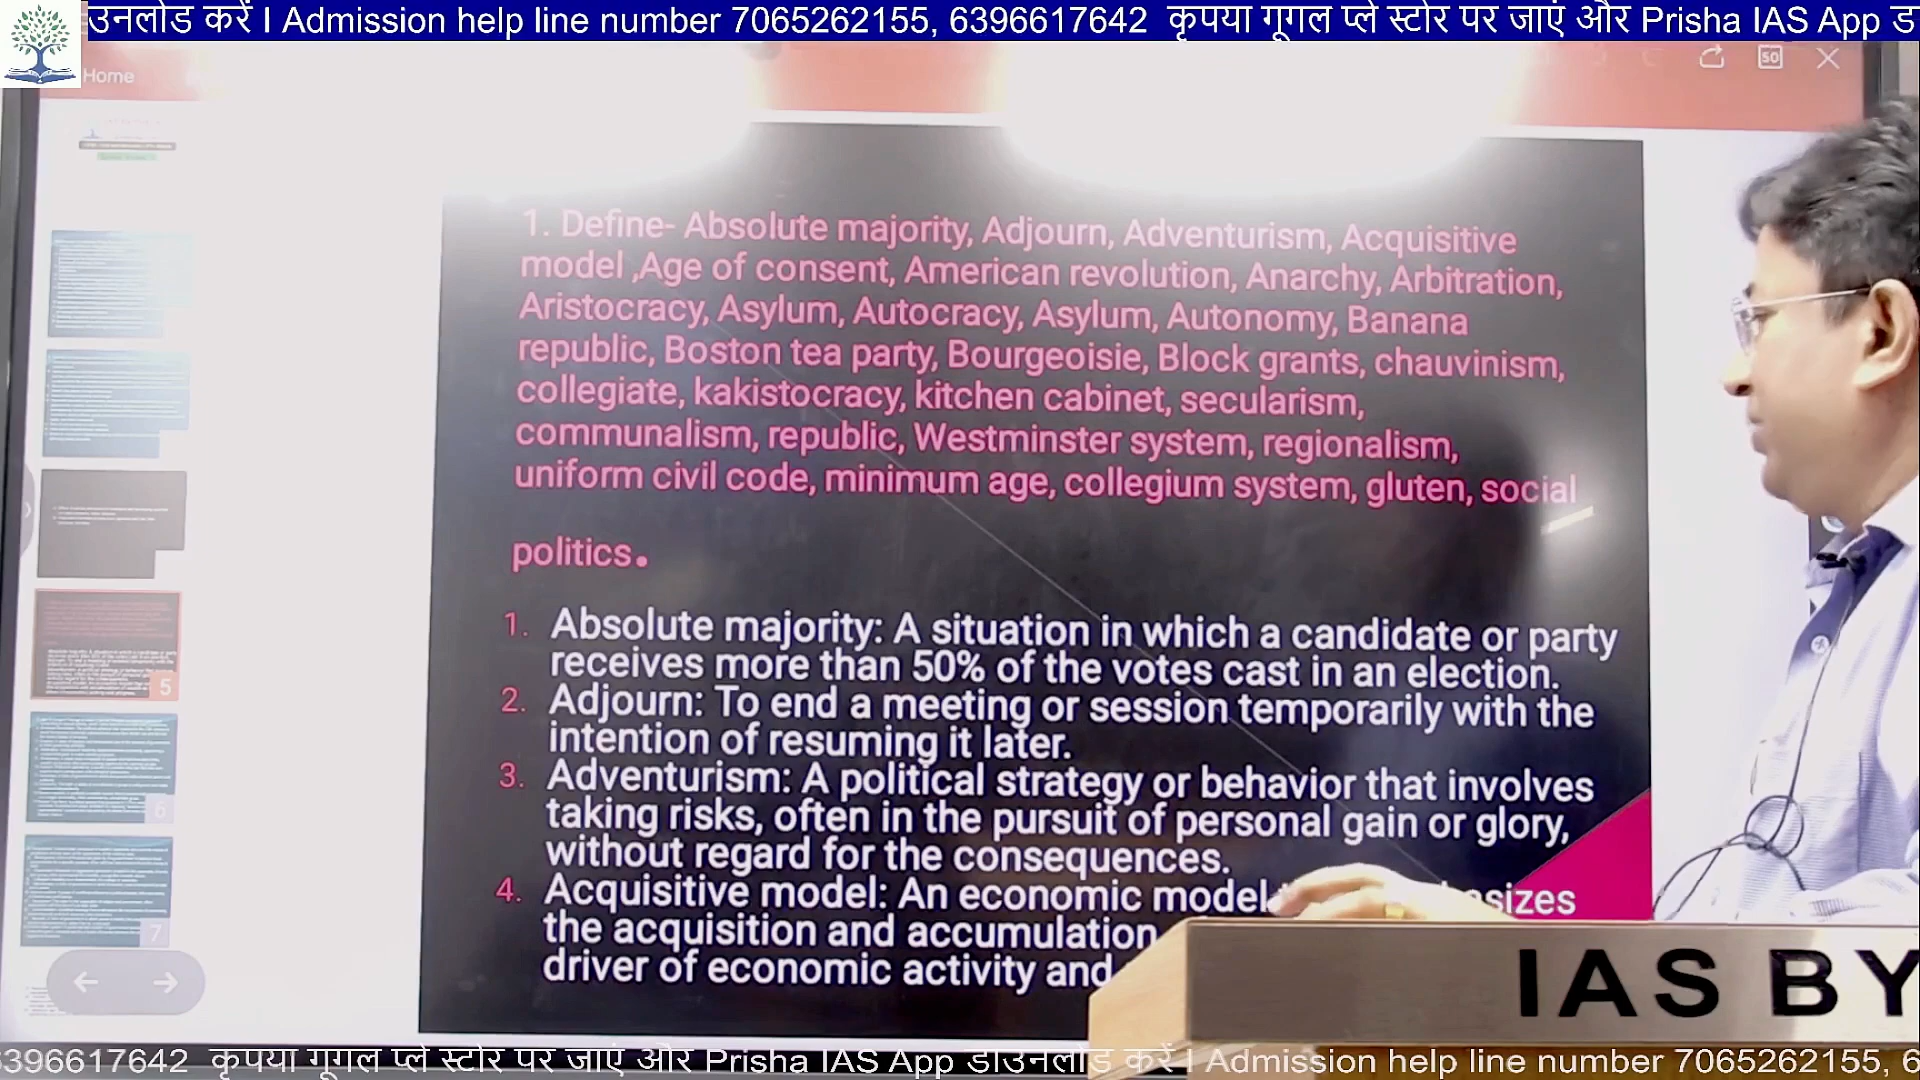 उनलोड करें I Admission help line number 7065262155, 6396617642 कृपया गूगल प्ले स्टोर पर जाएं और Prisha IAS App ड
Home
50
1. Define- Absolute majority, Adjourn, Adventurism, Acquisitive
model ,Age of consent, American revolution, Anarchy, Arbitration,
Aristocracy, Asylum, Autocracy, Asylum, Autonomy, Banana
republic, Boston tea party, Bourgeoisie, Block grants, chauvinism,
collegiate, kakistocracy, kitchen cabinet, secularism,
communalism, republic, Westminster system, regionalism,
uniform civil code, minimum age, collegium system, gluten, social
politics.
1. Absolute majority: A situation in which a candidate or party
receives more than 50% of the votes cast in an election.
2. Adjourn: To end a meeting or session temporarily with the
intention of resuming it later.
3. Adventurism: A political strategy or behavior that involves
taking risks, often in the pursuit of personal gain or glory,
without regard for the consequences.
4. Acquisitive model: An economic model sizes
the acquisition and accumulation
driver of economic activity and
5
6
7
IAS BY
6396617642 कृपया गूगल प्ले स्टोर पर जाएं और Prisha IAS App डाउनलोड करें I Admission help line number 7065262155, 6